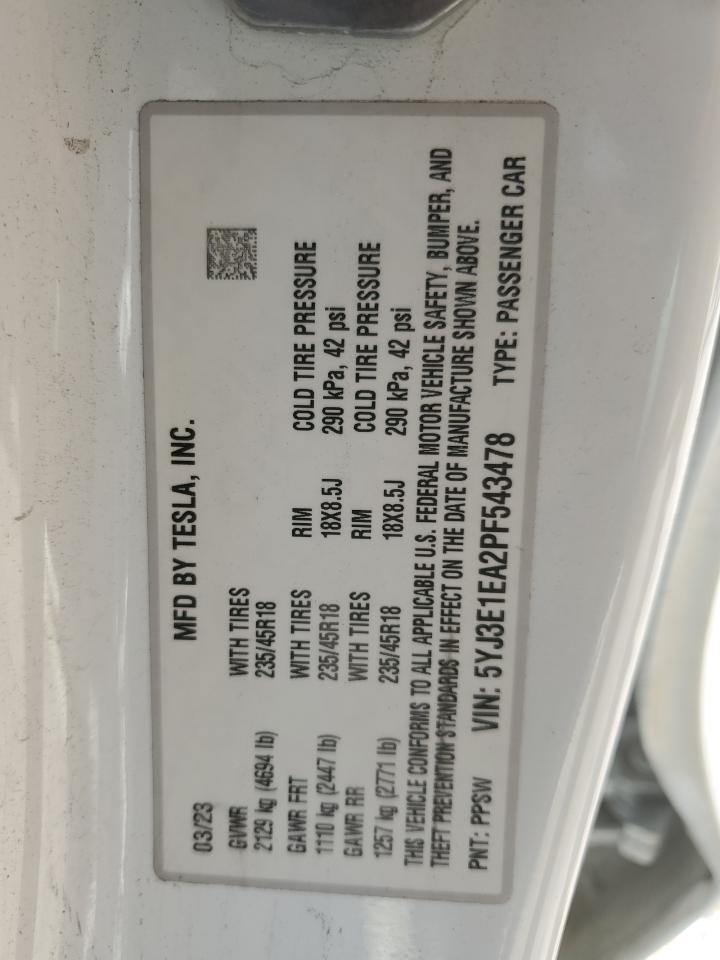 MFD BY TESLA, INC.
03/23
GVWR WITH TIRES
2129 kg (4694 lb) 235/45R18
GAWR FRT WITH TIRES RIM COLD TIRE PRESSURE
1110 kg (2447 lb) 235/45R18 18X8.5J 290 kPa, 42 psi
GAWR RR WITH TIRES RIM COLD TIRE PRESSURE
1257 kg (2771 lb) 235/45R18 18X8.5J 290 kPa, 42 psi
THIS VEHICLE CONFORMS TO ALL APPLICABLE U.S. FEDERAL MOTOR VEHICLE SAFETY, BUMPER, AND
THEFT PREVENTION STANDARDS IN EFFECT ON THE DATE OF MANUFACTURE SHOWN ABOVE.
PNT: PPSW VIN: 5YJ3E1EA2PF543478 TYPE: PASSENGER CAR